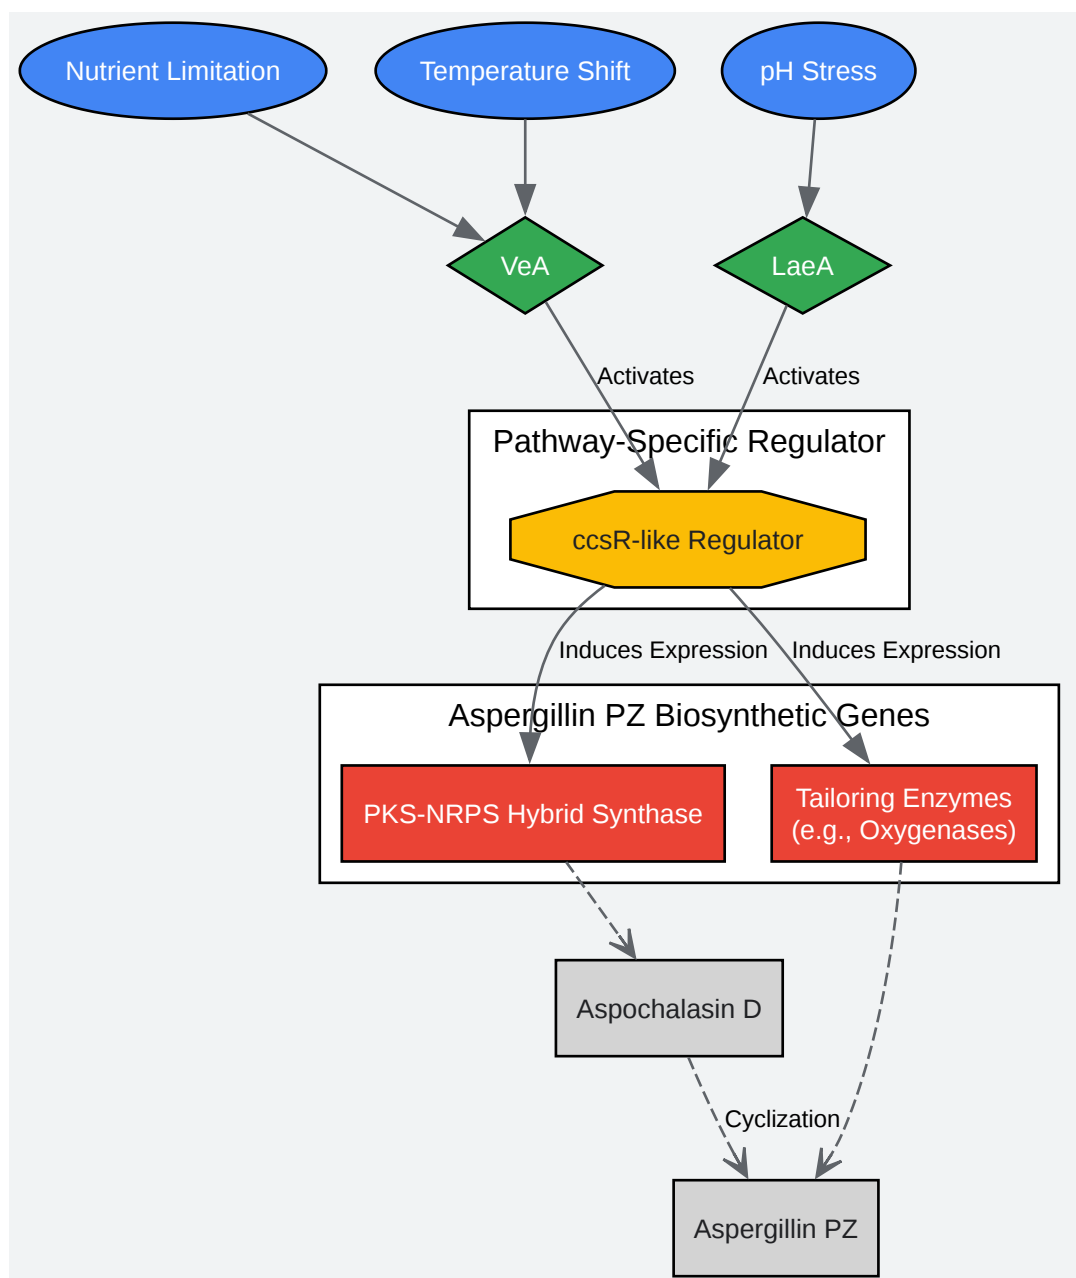 Nutrient Limitation
Temperature Shift
pH Stress
VeA
LaeA
Activates
Activates
Pathway-Specific Regulator
ccsR-like Regulator
Induces Expression
Induces Expression
Aspergillin PZ Biosynthetic Genes
PKS-NRPS Hybrid Synthase
Tailoring Enzymes
(e.g., Oxygenases)
Aspochalasin D
Cyclization
Aspergillin PZ